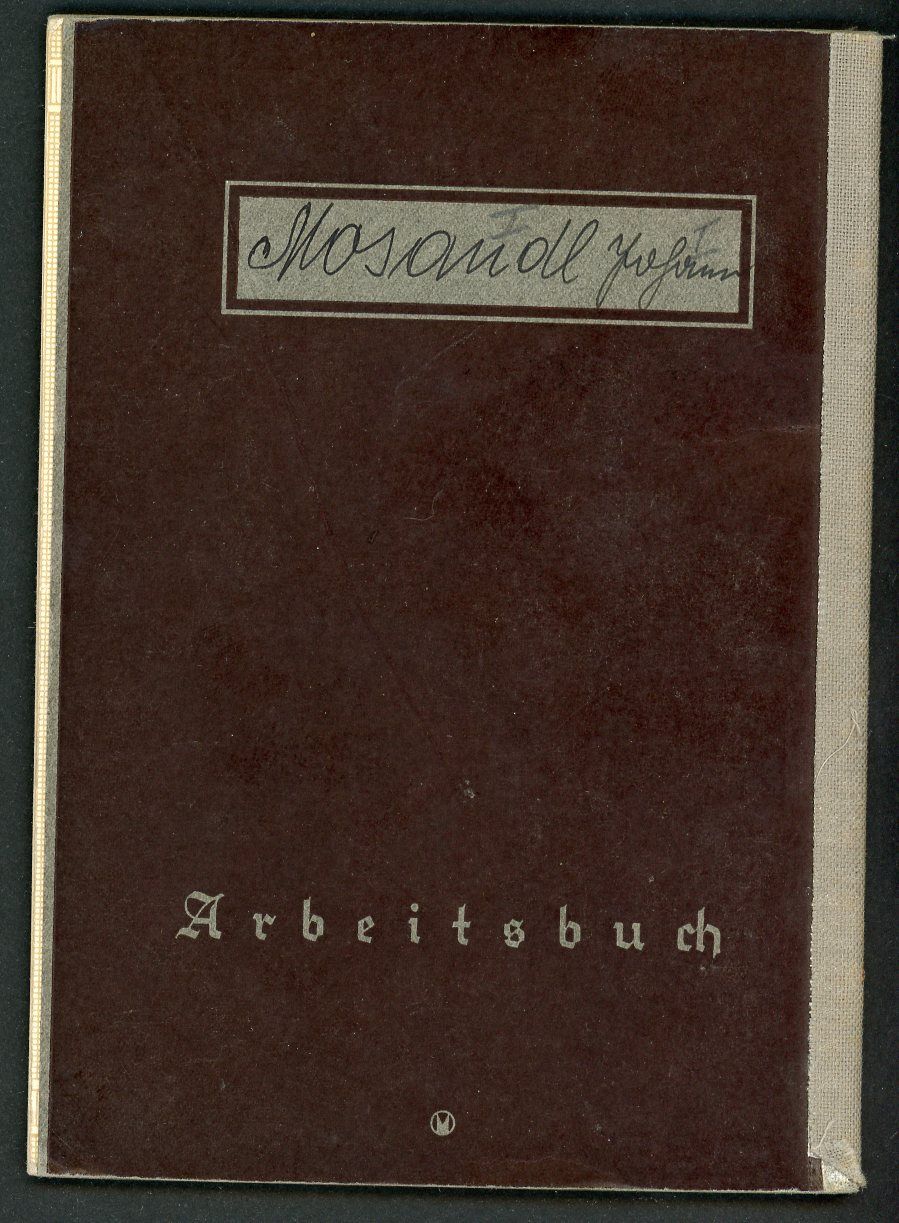 Mosandl Johann
Arbeitsbuch
M